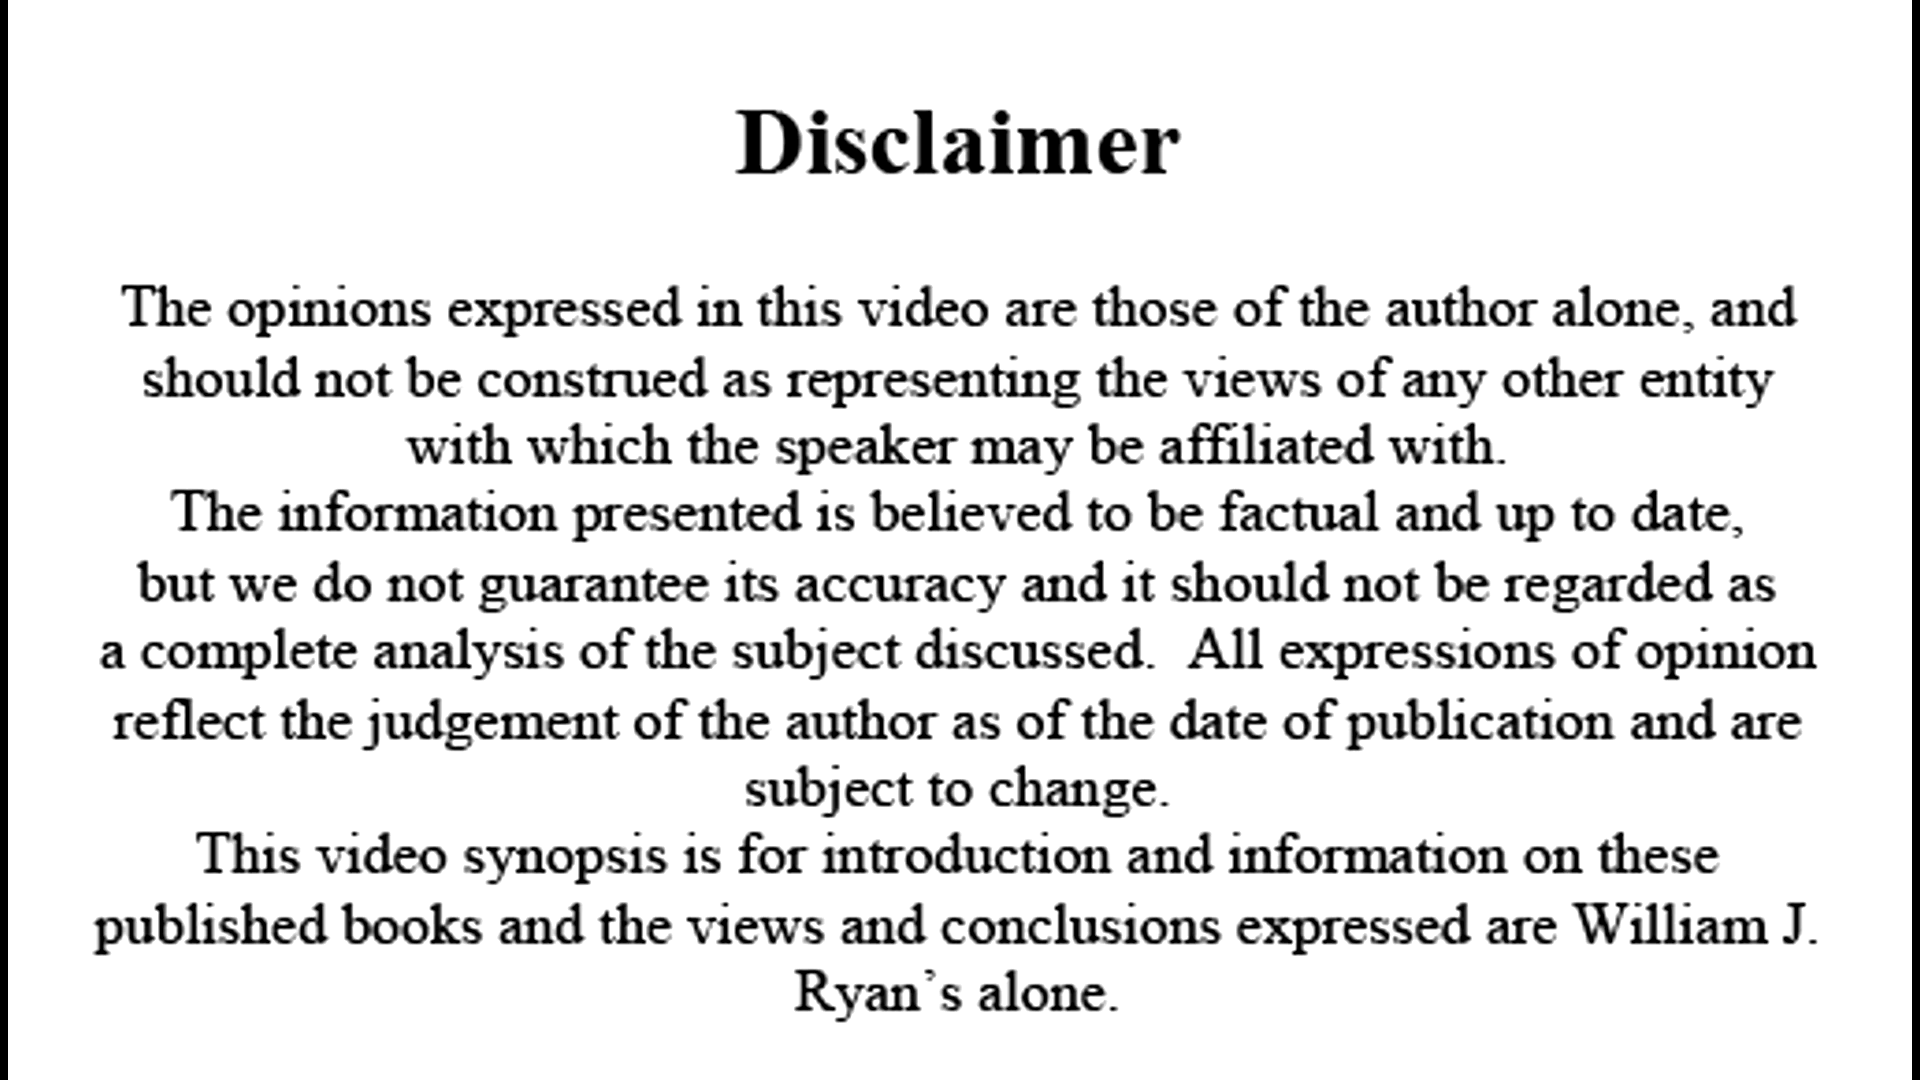 Disclaimer
The opinions expressed in this video are those of the author alone, and
should not be construed as representing the views of any other entity
with which the speaker may be affiliated with.
The information presented is believed to be factual and up to date,
but we do not guarantee its accuracy and it should not be regarded as
a complete analysis of the subject discussed.  All expressions of opinion
reflect the judgement of the author as of the date of publication and are
subject to change.
This video synopsis is for introduction and information on these
published books and the views and conclusions expressed are William J.
Ryan’s alone.